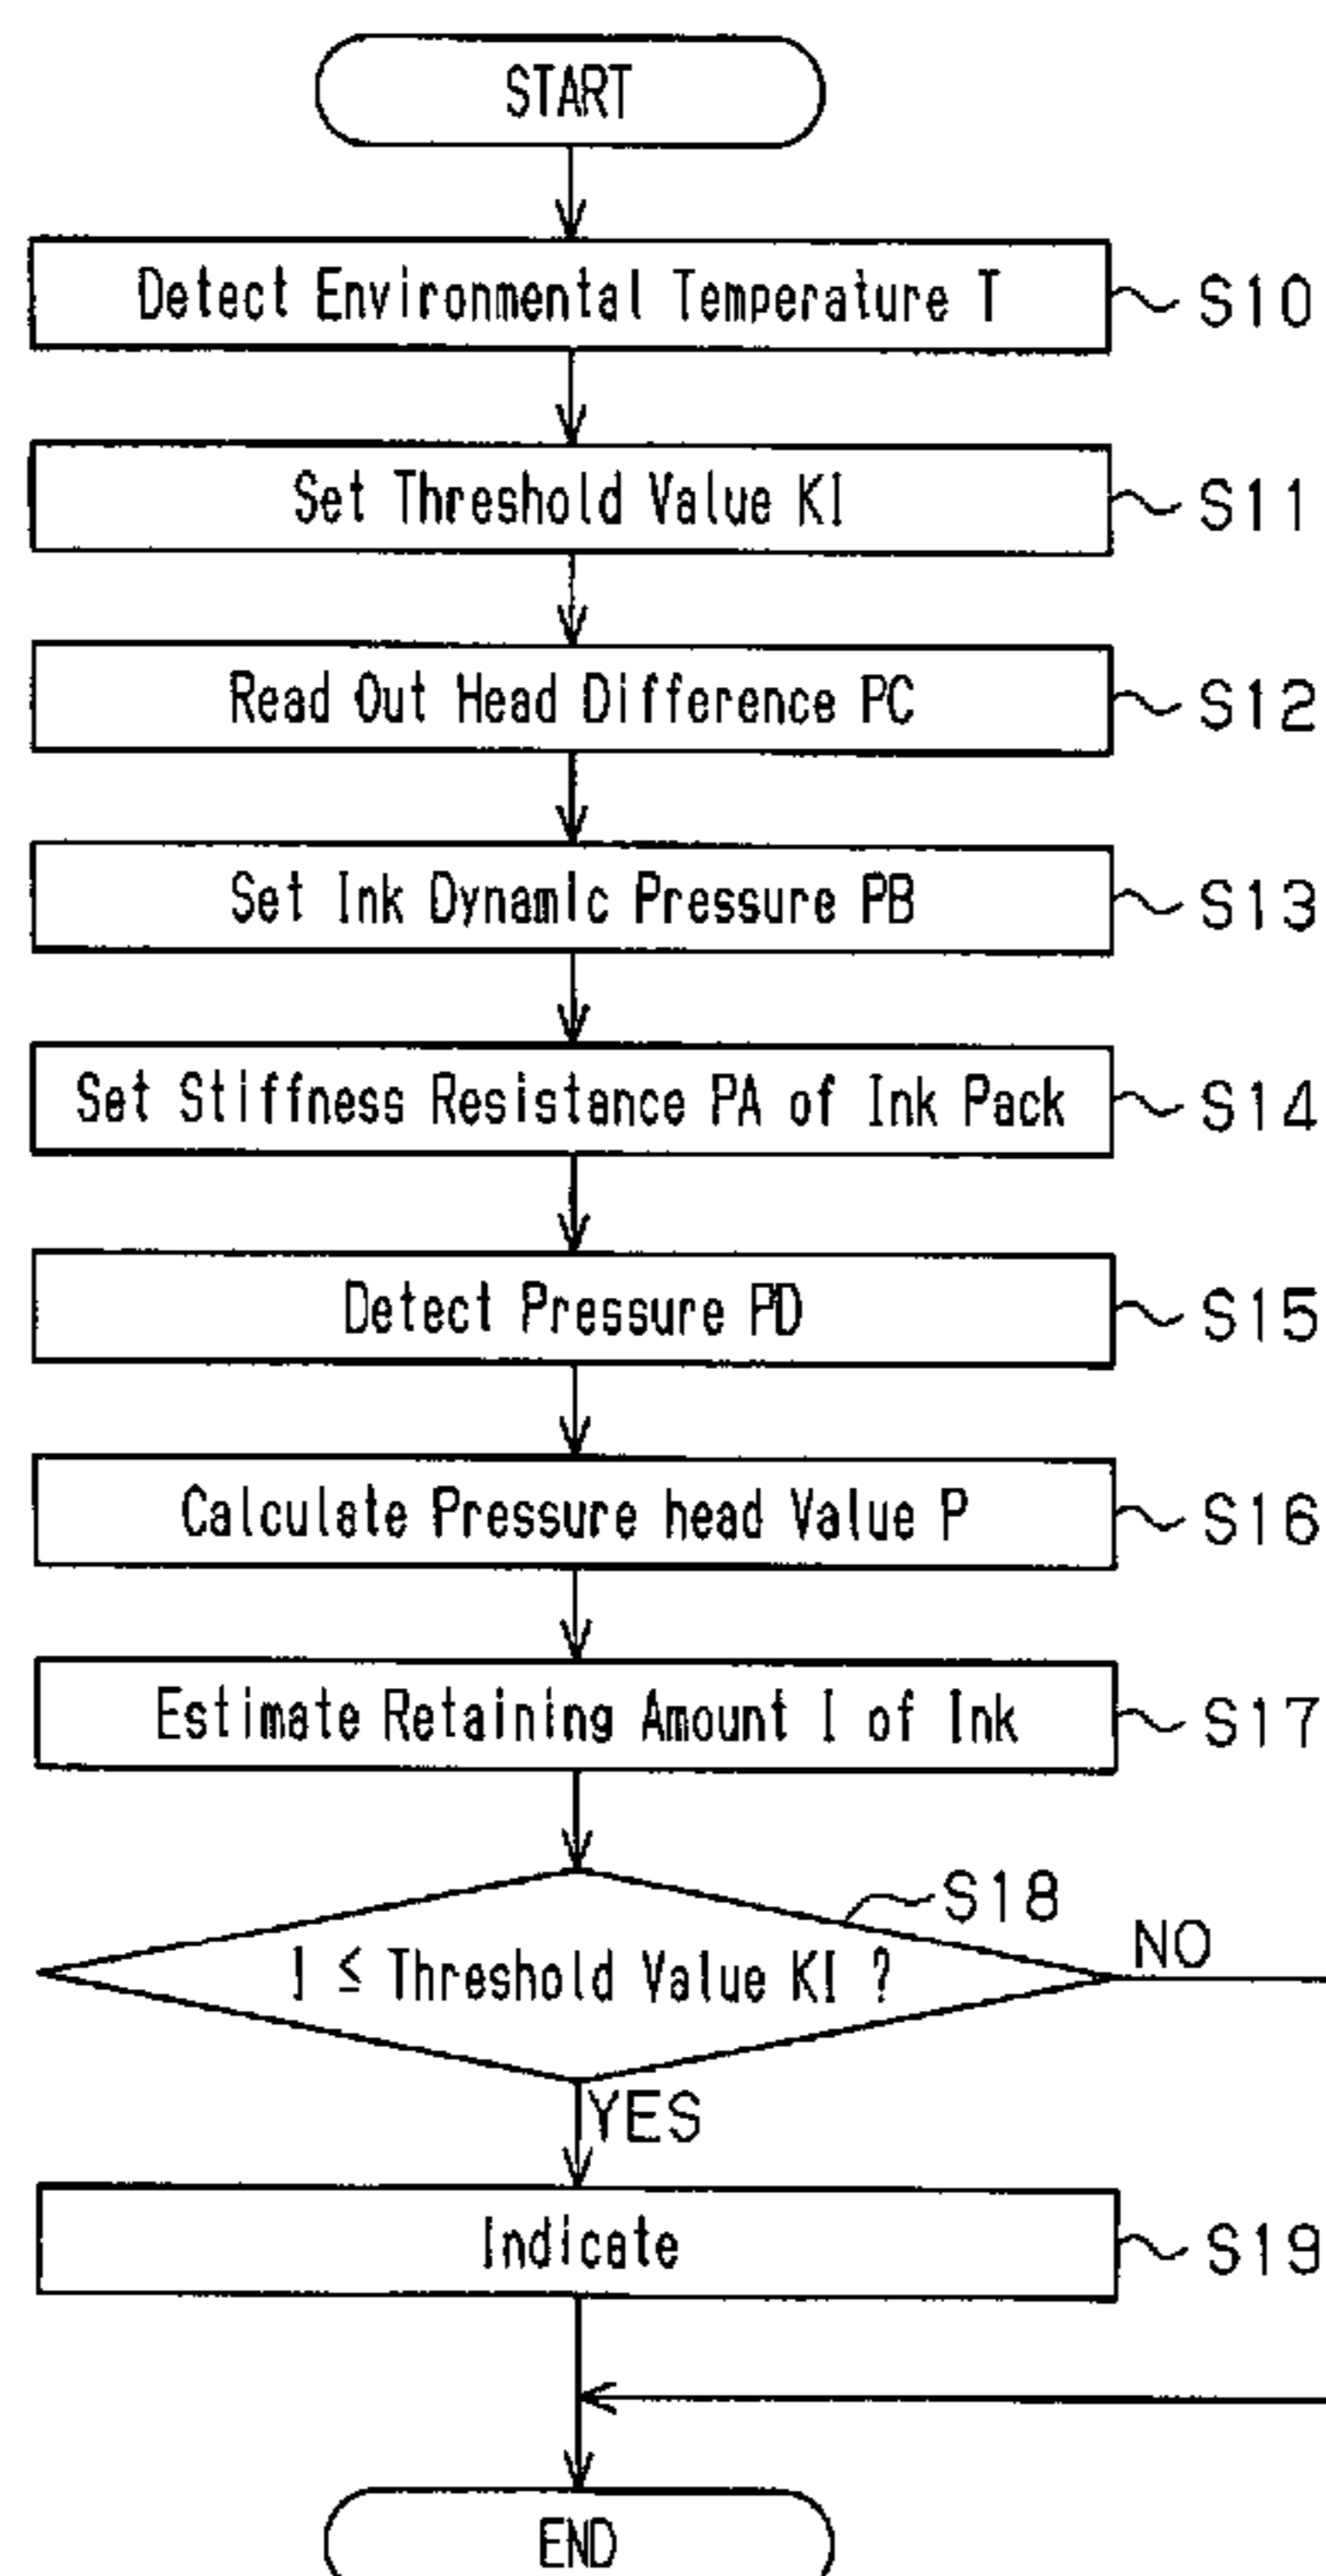 START
Detect Environmental Temperature T
S10
Set Threshold Value KI
S11
Read Out Head Difference PC
S12
Set Ink Dynamic Pressure PB
S13
Set Stiffness Resistance PA of Ink Pack
S14
Detect Pressure PD
S15
Calculate Pressure head Value P
S16
Estimate Retaining Amount I of Ink
S17
S18
I ≤ Threshold Value KI ?
NO
YES
Indicate
S19
END